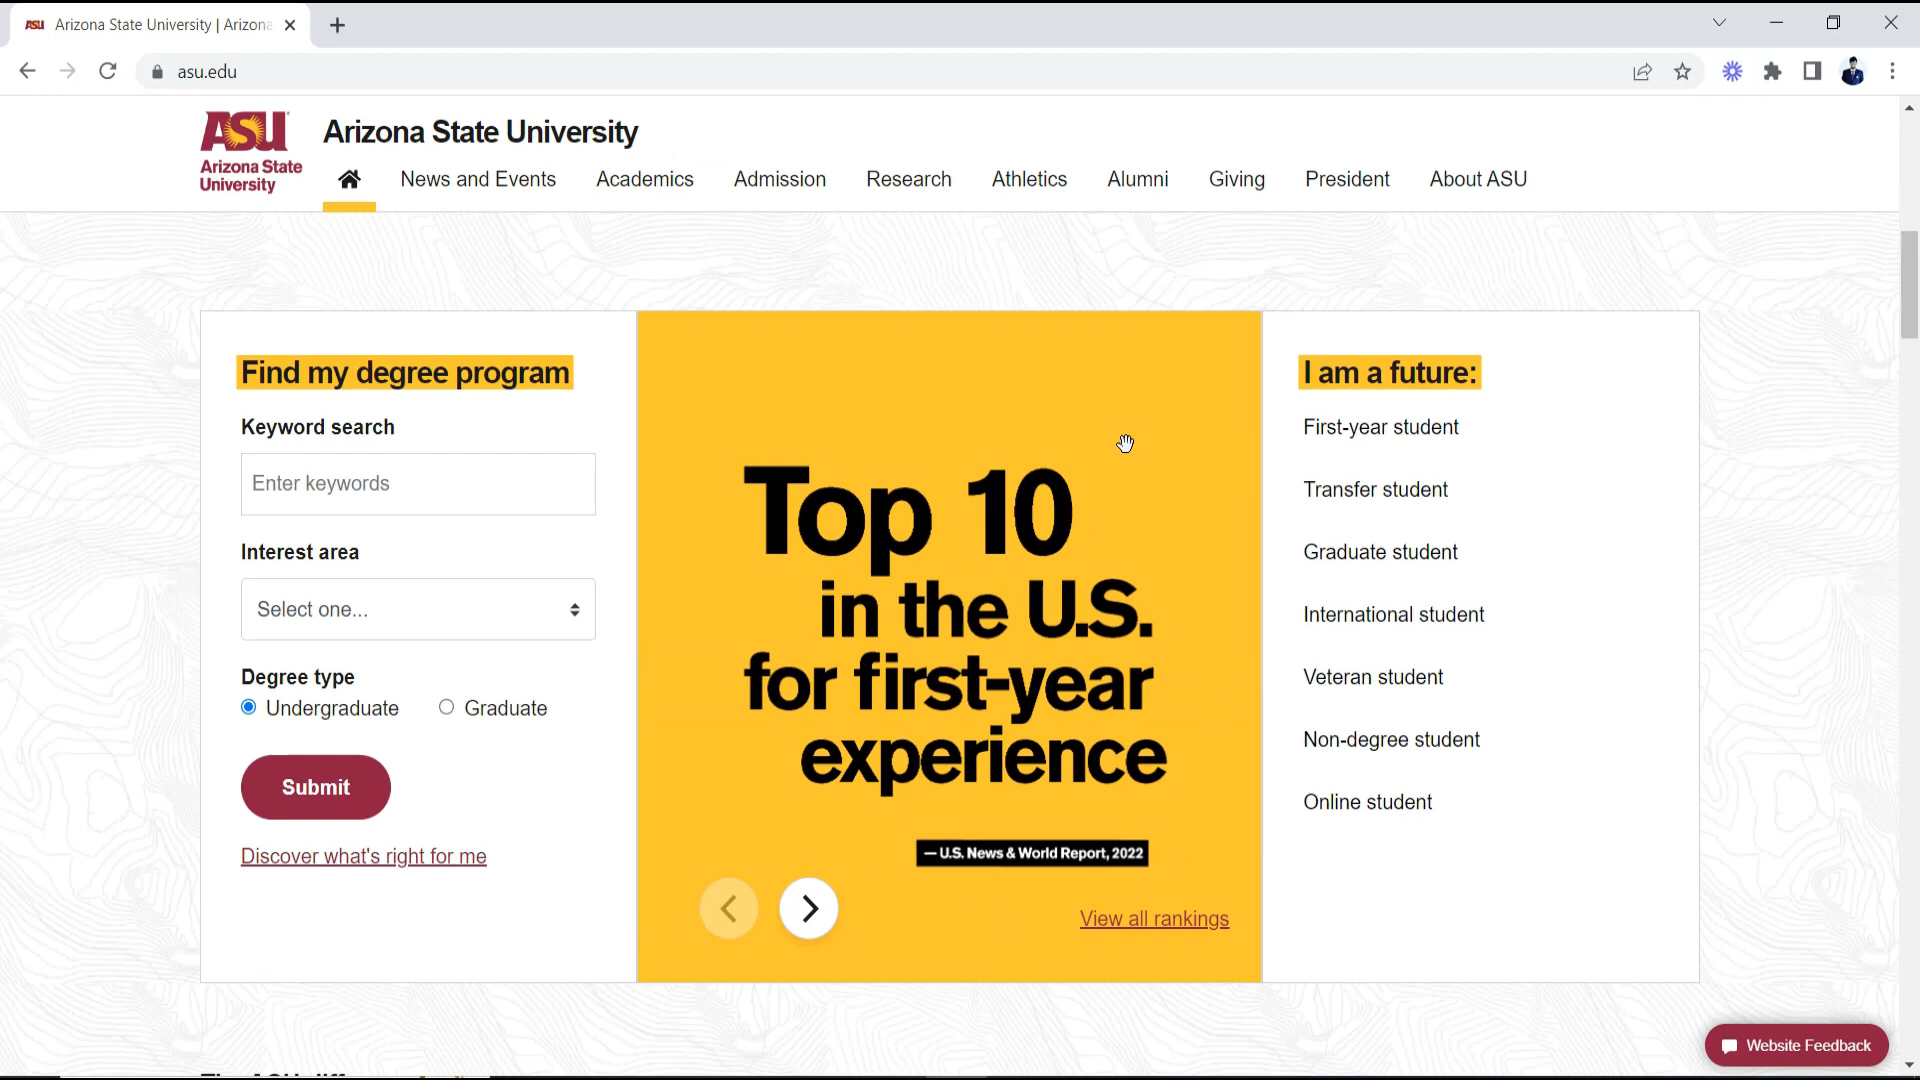 Arizona State University | Arizona
asu.edu
ASU
Arizona State
University
Arizona State University
News and Events
Academics
Admission
Research
Athletics
Alumni
Giving
President
About ASU
Find my degree program
Keyword search
Enter keywords
Interest area
Select one...
Degree type
Undergraduate
Graduate
Submit
Discover what's right for me
Top 10
in the U.S.
for first-year
experience
— U.S. News & World Report, 2022
View all rankings
I am a future:
First-year student
Transfer student
Graduate student
International student
Veteran student
Non-degree student
Online student
Website Feedback